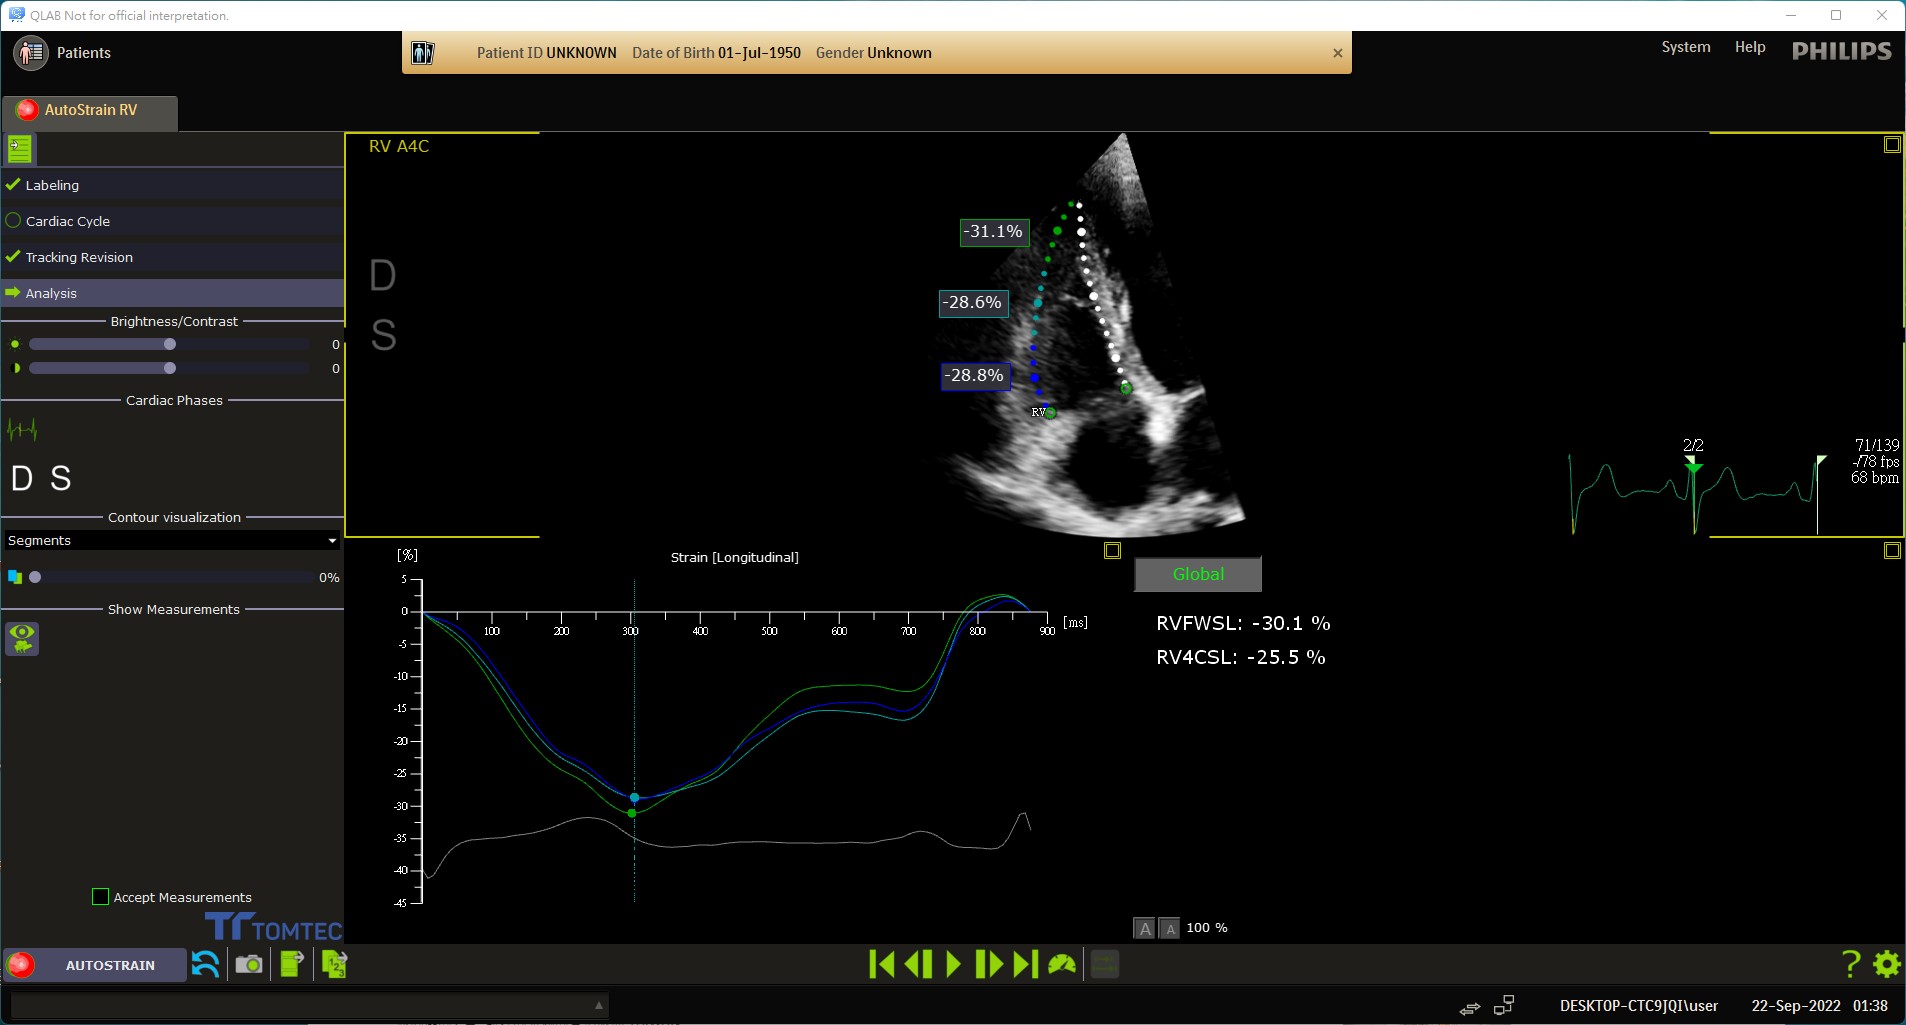 QLAB Not for official interpretation.
Patients
Patient ID UNKNOWN Date of Birth 01-Jul-1950 Gender Unknown
System Help PHILIPS
AutoStrain RV
Labeling
Cardiac Cycle
Tracking Revision
Analysis
Brightness/Contrast
0
0
Cardiac Phases
D S
Contour visualization
Segments
0%
Show Measurements
Accept Measurements
TOMTEC
RV A4C
D
S
-31.1%
-28.6%
-28.8%
RV
2/2
71/139
-/78 fps
68 bpm
[%]
Strain [Longitudinal]
5
0
-5
-10
-15
-20
-25
-30
-35
-40
-45
100 200 300 400 500 600 700 800 900 [ms]
Global
RVFWSL: -30.1 %
RV4CSL: -25.5 %
A A 100 %
AUTOSTRAIN
1 2 3
?
DESKTOP-CTC9JQI\user 22-Sep-2022 01:38